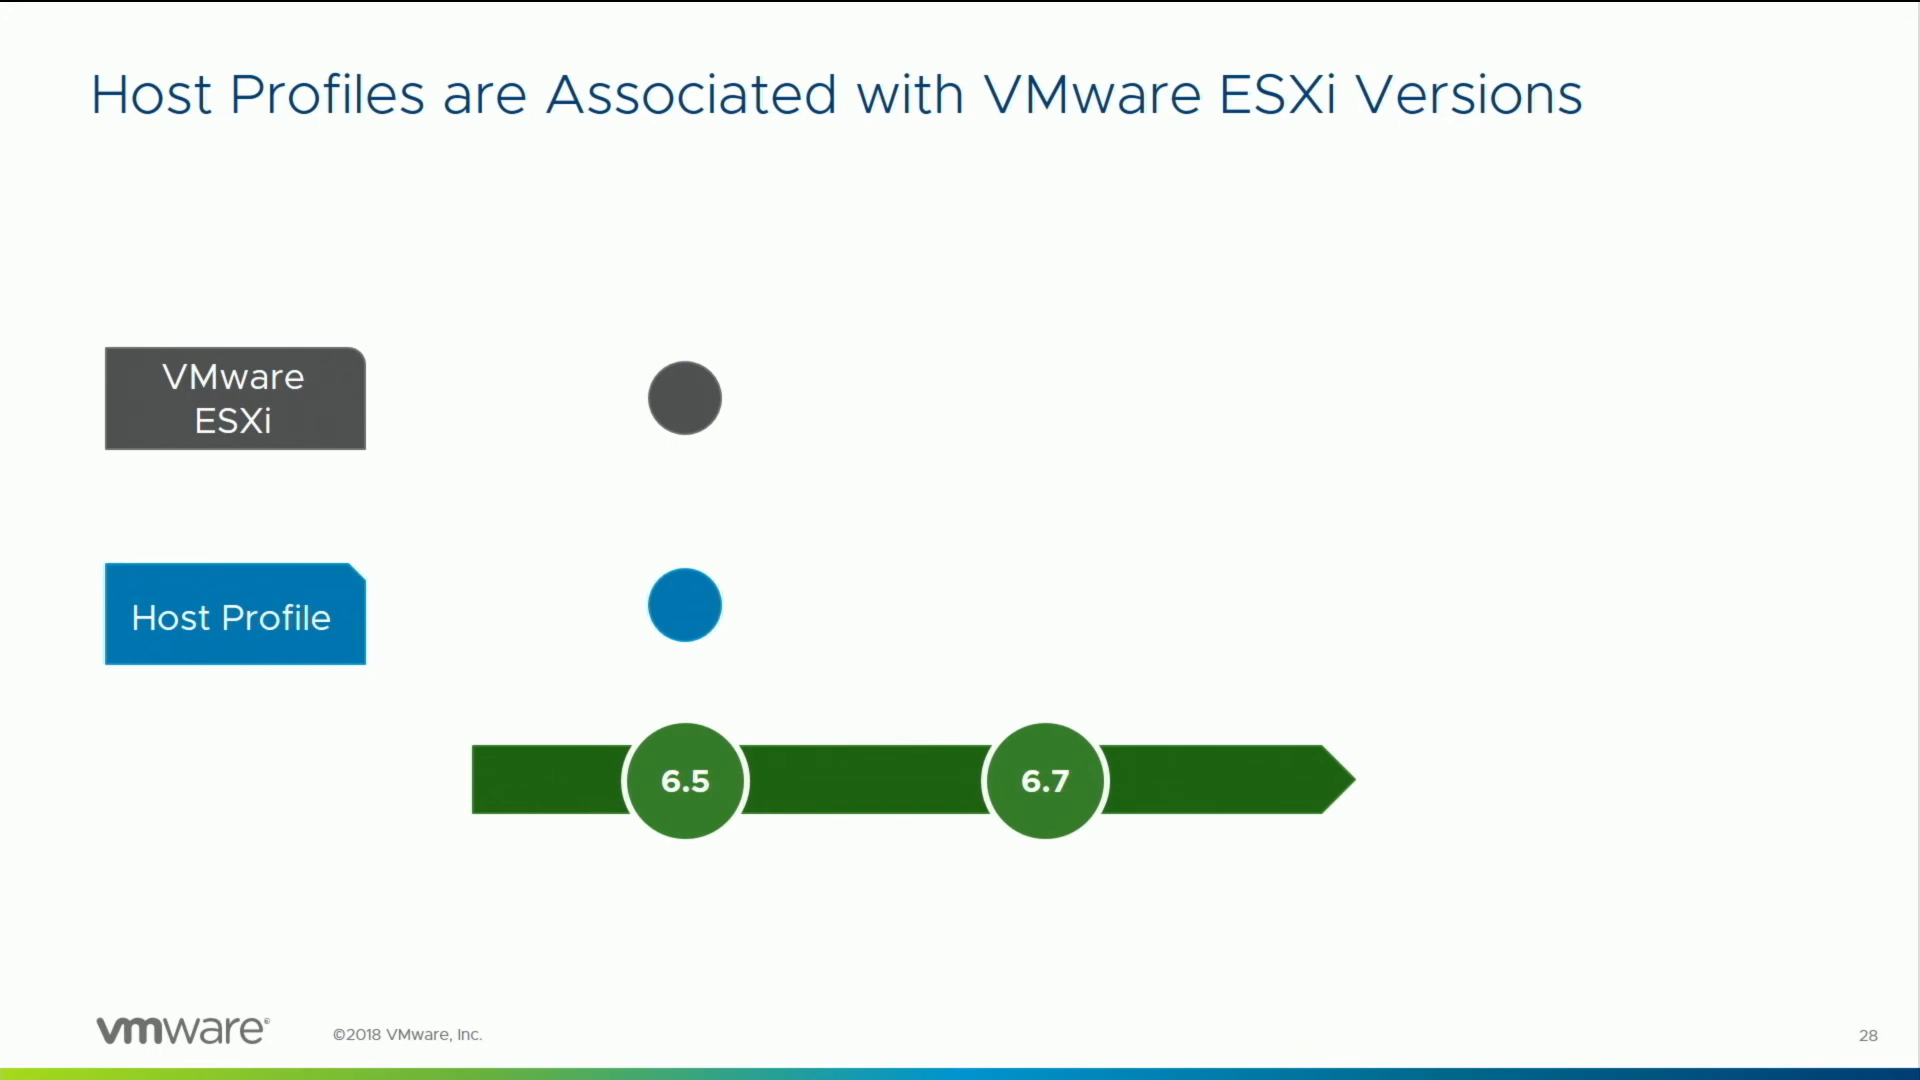 Host Profiles are Associated with VMware ESXi Versions
VMware
ESXi
Host Profile
6.5
6.7
vmware®
©2018 VMware, Inc.
28